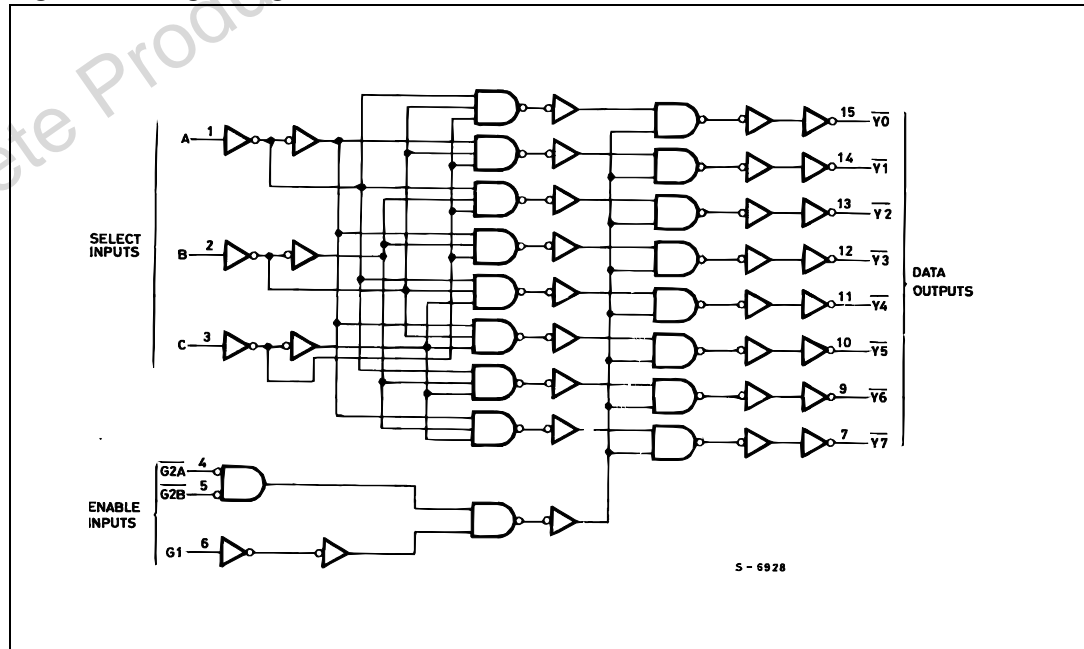 ete Produ
A 1
B 2
C 3
SELECT
INPUTS
G2A 4
G2B 5
G1 6
ENABLE
INPUTS
15 Y0
14 Y1
13 Y2
12 Y3
11 Y4
10 Y5
9 Y6
7 Y7
DATA
OUTPUTS
S - 6928